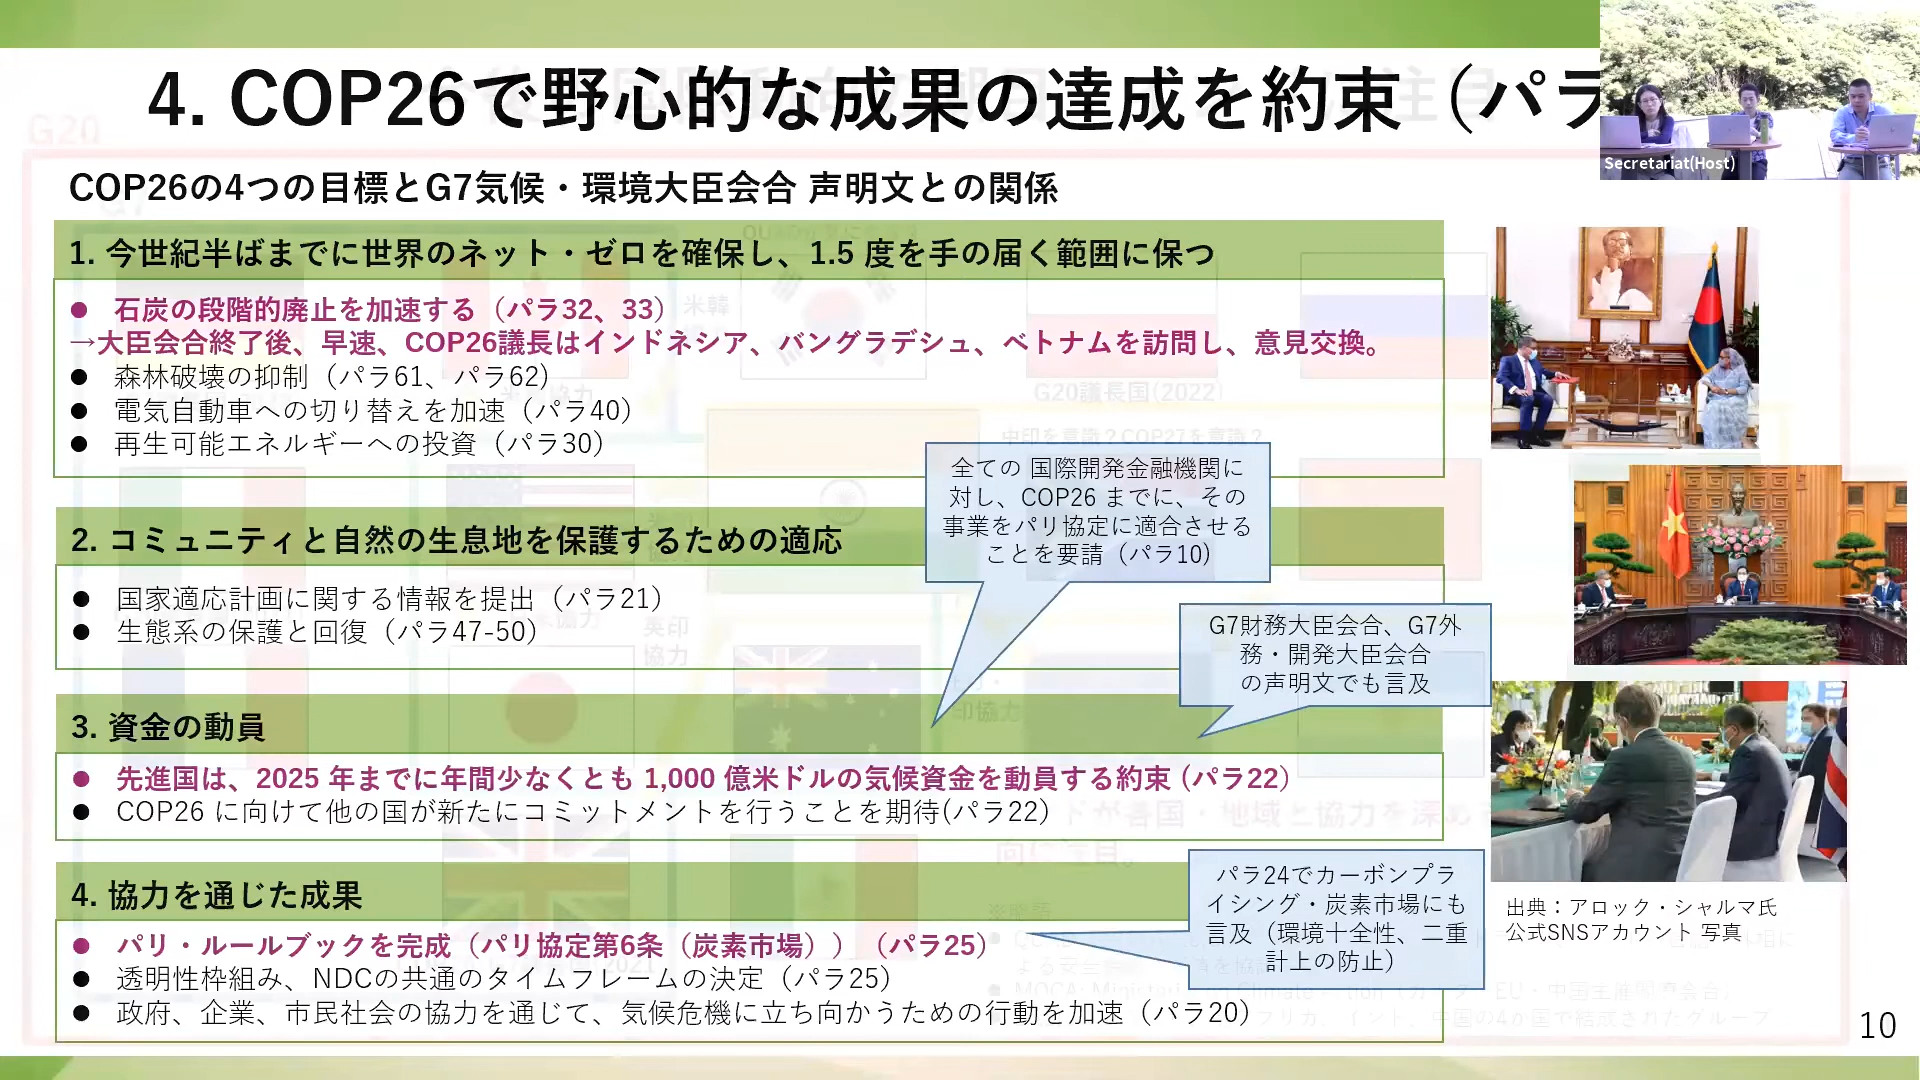 4. COP26で野心的な成果の達成を約束（パラ
Secretariat(Host)
G20
COP26の4つの目標とG7気候・環境大臣会合 声明文との関係
1. 今世紀半ばまでに世界のネット・ゼロを確保し、1.5 度を手の届く範囲に保つ
● 石炭の段階的廃止を加速する（パラ32、33）
→大臣会合終了後、早速、COP26議長はインドネシア、バングラデシュ、ベトナムを訪問し、意見交換。
● 森林破壊の抑制（パラ61、パラ62）
● 電気自動車への切り替えを加速（パラ40）
● 再生可能エネルギーへの投資（パラ30）
米韓
G20議長国(2022)
中印を意識？COP27を意識？
全ての 国際開発金融機関に
対し、COP26 までに、その
事業をパリ協定に適合させる
ことを要請（パラ10）
2. コミュニティと自然の生息地を保護するための適応
● 国家適応計画に関する情報を提出（パラ21）
● 生態系の保護と回復（パラ47-50）
英印
協力
G7財務大臣会合、G7外
務・開発大臣会合
の声明文でも言及
3. 資金の動員
● 先進国は、2025 年までに年間少なくとも 1,000 億米ドルの気候資金を動員する約束 (パラ22）
● COP26 に向けて他の国が新たにコミットメントを行うことを期待(パラ22）
4. 協力を通じた成果
● パリ・ルールブックを完成（パリ協定第6条（炭素市場））（パラ25）
● 透明性枠組み、NDCの共通のタイムフレームの決定（パラ25）
● 政府、企業、市民社会の協力を通じて、気候危機に立ち向かうための行動を加速（パラ20）
パラ24でカーボンプラ
イシング・炭素市場にも
言及（環境十全性、二重
計上の防止）
出典：アロック・シャルマ氏
公式SNSアカウント 写真
10